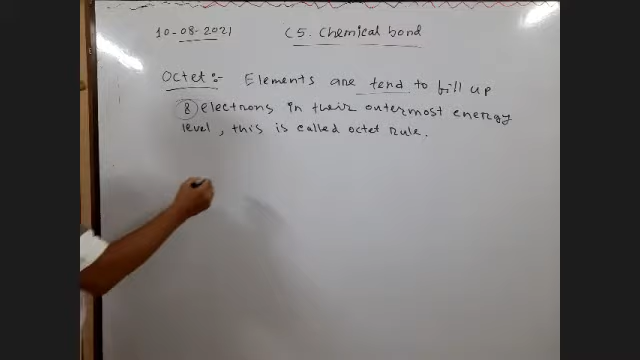 10-08-2021
C5. Chemical bond
Octet:- Elements are tend to fill up
8 electrons in their outermost energy
level, this is called octet rule.